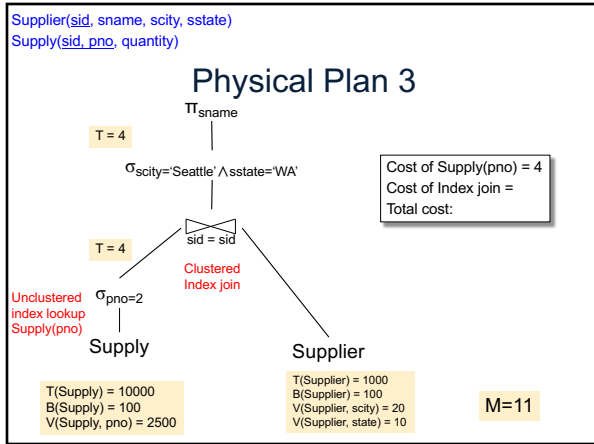 Supplier(sid, sname, scity, sstate)
Supply(sid, pno, quantity)
Physical Plan 3
πsname
T = 4
σscity='Seattle' ∧sstate='WA'
Cost of Supply(pno) = 4
Cost of Index join =
Total cost:
sid = sid
T = 4
Clustered
Index join
Unclustered
index lookup
Supply(pno)
σpno=2
Supply
Supplier
T(Supply) = 10000
B(Supply) = 100
V(Supply, pno) = 2500
T(Supplier) = 1000
B(Supplier) = 100
V(Supplier, scity) = 20
V(Supplier, state) = 10
M=11